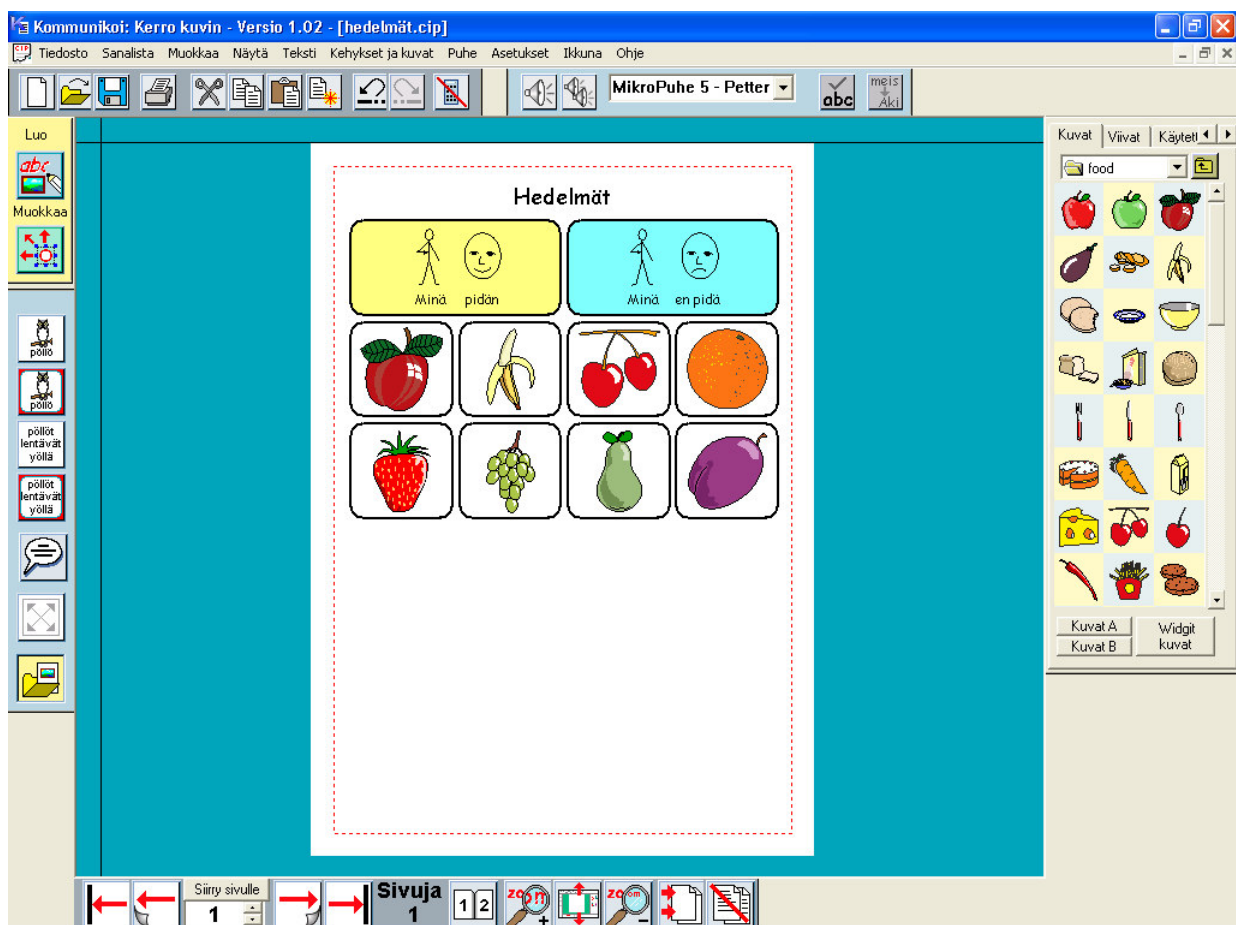 Kommunikoi: Kerro kuvin - Versio 1.02 - [hedelmät.cip]
CIP Tiedosto Sanalista Muokkaa Näytä Teksti Kehykset ja kuvat Puhe Asetukset Ikkuna Ohje
MikroPuhe 5 - Petter
abc
meis
Äki
Luo
abc
Muokkaa
pöllö
pöllö
pöllöt
lentävät
yöllä
pöllöt
lentävät
yöllä
Hedelmät
Minä pidän
Minä en pidä
Kuvat Viivat
food
Kuvat A
Kuvat B
Widgit
kuvat
Siirry sivulle
1
Sivuja
1
1 2
zoom
+
zoom
-